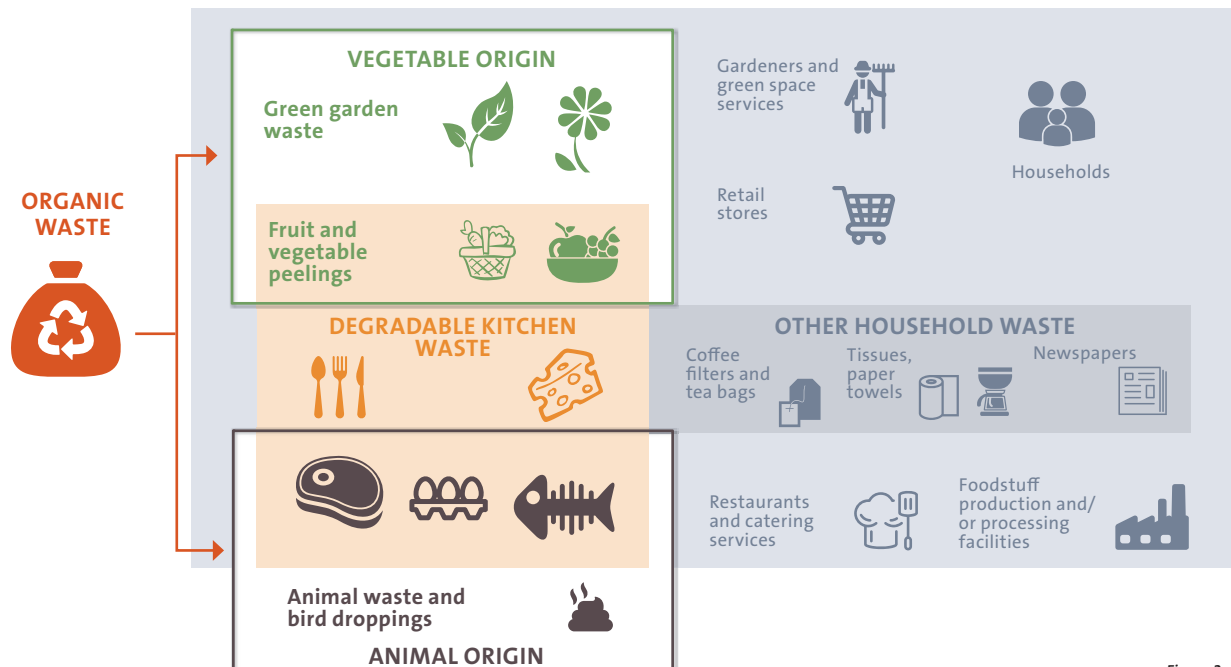 ORGANIC
WASTE
VEGETABLE ORIGIN
Green garden
waste
Fruit and
vegetable
peelings
DEGRADABLE KITCHEN
WASTE
Animal waste and
bird droppings
ANIMAL ORIGIN
Gardeners and
green space
services
Households
Retail
stores
OTHER HOUSEHOLD WASTE
Coffee
filters and
tea bags
Tissues,
paper
towels
Newspapers
Restaurants
and catering
services
Foodstuff
production and/
or processing
facilities